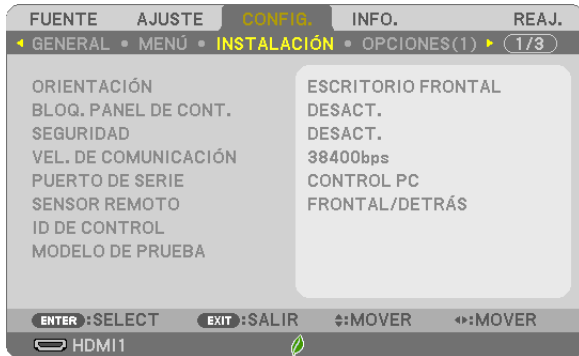 FUENTE AJUSTE CONFIG. INFO. REAJ.
GENERAL • MENÚ • INSTALACIÓN • OPCIONES(1) 1/3
ORIENTACIÓN ESCRITORIO FRONTAL
BLOQ. PANEL DE CONT. DESACT.
SEGURIDAD DESACT.
VEL. DE COMUNICACIÓN 38400bps
PUERTO DE SERIE CONTROL PC
SENSOR REMOTO FRONTAL/DETRÁS
ID DE CONTROL
MODELO DE PRUEBA
ENTER :SELECT EXIT :SALIR :MOVER :MOVER
HDMI1